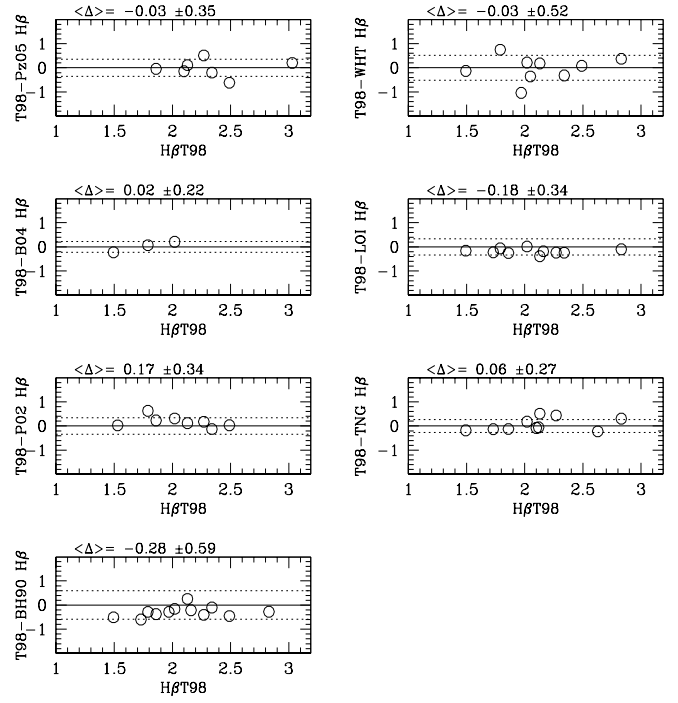 <Δ>= −0.03 ±0.35
T98−Pz05 Hβ
1
0
−1
1 1.5 2 2.5 3
HβT98
<Δ>= −0.03 ±0.52
T98−WHT Hβ
1
0
−1
1 1.5 2 2.5 3
HβT98
<Δ>= 0.02 ±0.22
T98−B04 Hβ
1
0
−1
1 1.5 2 2.5 3
HβT98
<Δ>= −0.18 ±0.34
T98−LOI Hβ
1
0
−1
1 1.5 2 2.5 3
HβT98
<Δ>= 0.17 ±0.34
T98−P02 Hβ
1
0
−1
1 1.5 2 2.5 3
HβT98
<Δ>= 0.06 ±0.27
T98−TNG Hβ
1
0
−1
1 1.5 2 2.5 3
HβT98
<Δ>= −0.28 ±0.59
T98−BH90 Hβ
1
0
−1
1 1.5 2 2.5 3
HβT98